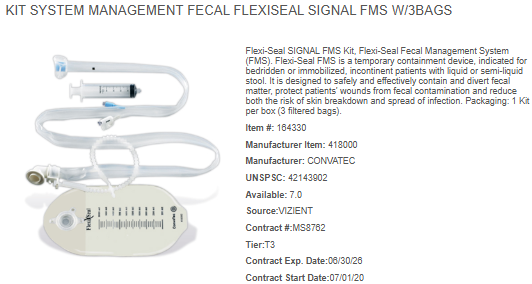 KIT SYSTEM MANAGEMENT FECAL FLEXISEAL SIGNAL FMS W/3BAGS
Flexi-Seal SIGNAL FMS Kit, Flexi-Seal Fecal Management System
(FMS). Flexi-Seal FMS is a temporary containment device, indicated for
bedridden or immobilized, incontinent patients with liquid or semi-liquid
stool. It is designed to safely and effectively contain and divert fecal
matter, protect patients' wounds from fecal contamination and reduce
both the risk of skin breakdown and spread of infection. Packaging: 1 Kit
per box (3 filtered bags).
Item #: 164330
Manufacturer Item: 418000
Manufacturer: CONVATEC
UNSPSC: 42143902
Available: 7.0
Source:VIZIENT
Contract #:MS8762
Tier:T3
Contract Exp. Date:06/30/26
Contract Start Date:07/01/20
FlexiSeal